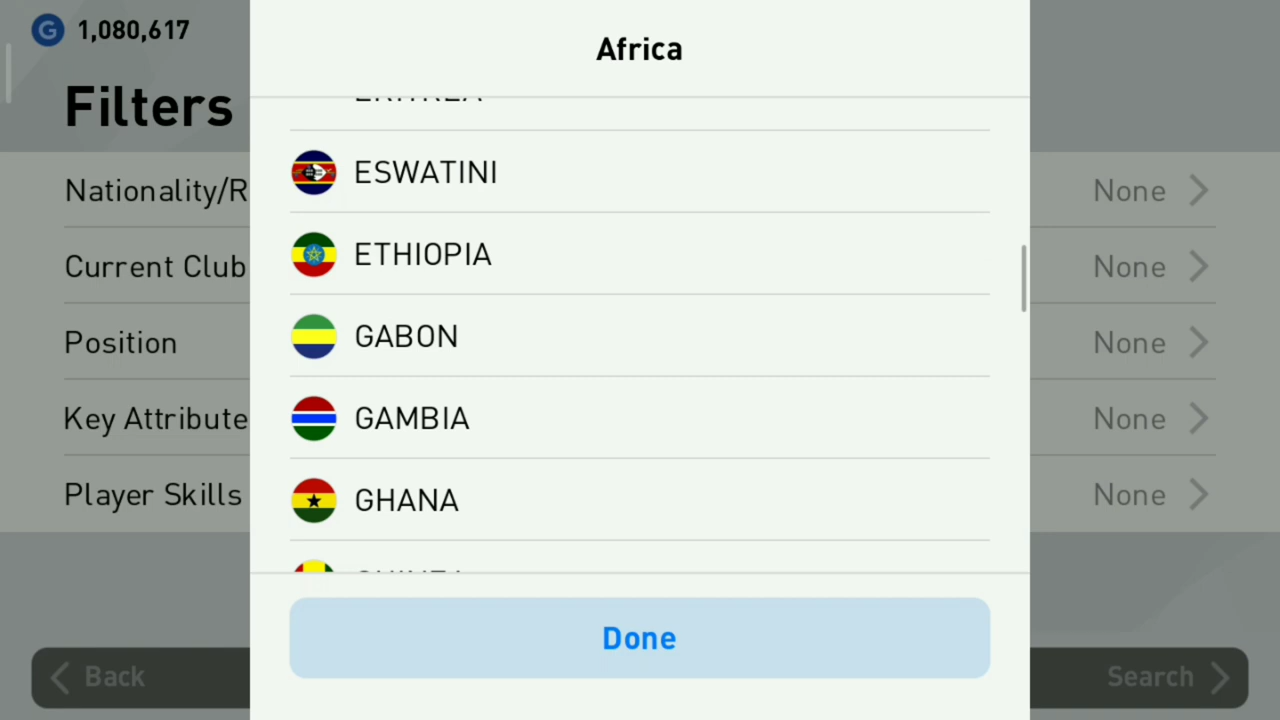 G 1,080,617
Africa
Filters
ERITREA
Nationality/R
None
ESWATINI
ETHIOPIA
Current Club
None
GABON
Position
None
GAMBIA
Key Attribute
None
GHANA
Player Skills
None
Done
Back
Search